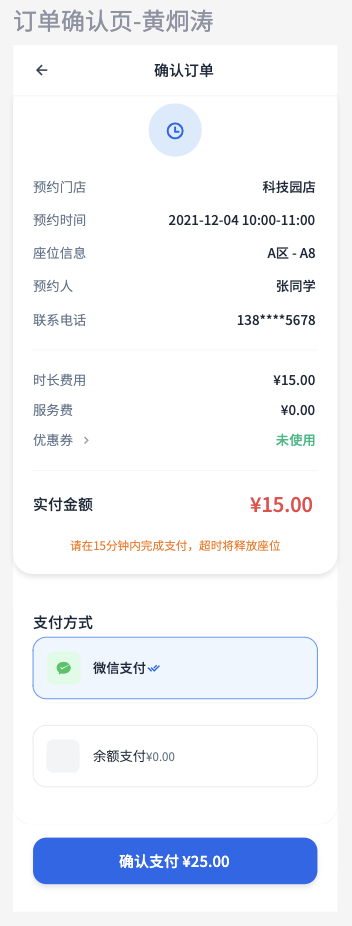 订单确认页-黄炯涛
确认订单
预约门店 科技园店
预约时间 2021-12-04 10:00-11:00
座位信息 A区 - A8
预约人 张同学
联系电话 138****5678
时长费用 ¥15.00
服务费 ¥0.00
优惠券 > 未使用
实付金额 ¥15.00
请在15分钟内完成支付，超时将释放座位
支付方式
微信支付
余额支付¥0.00
确认支付 ¥25.00